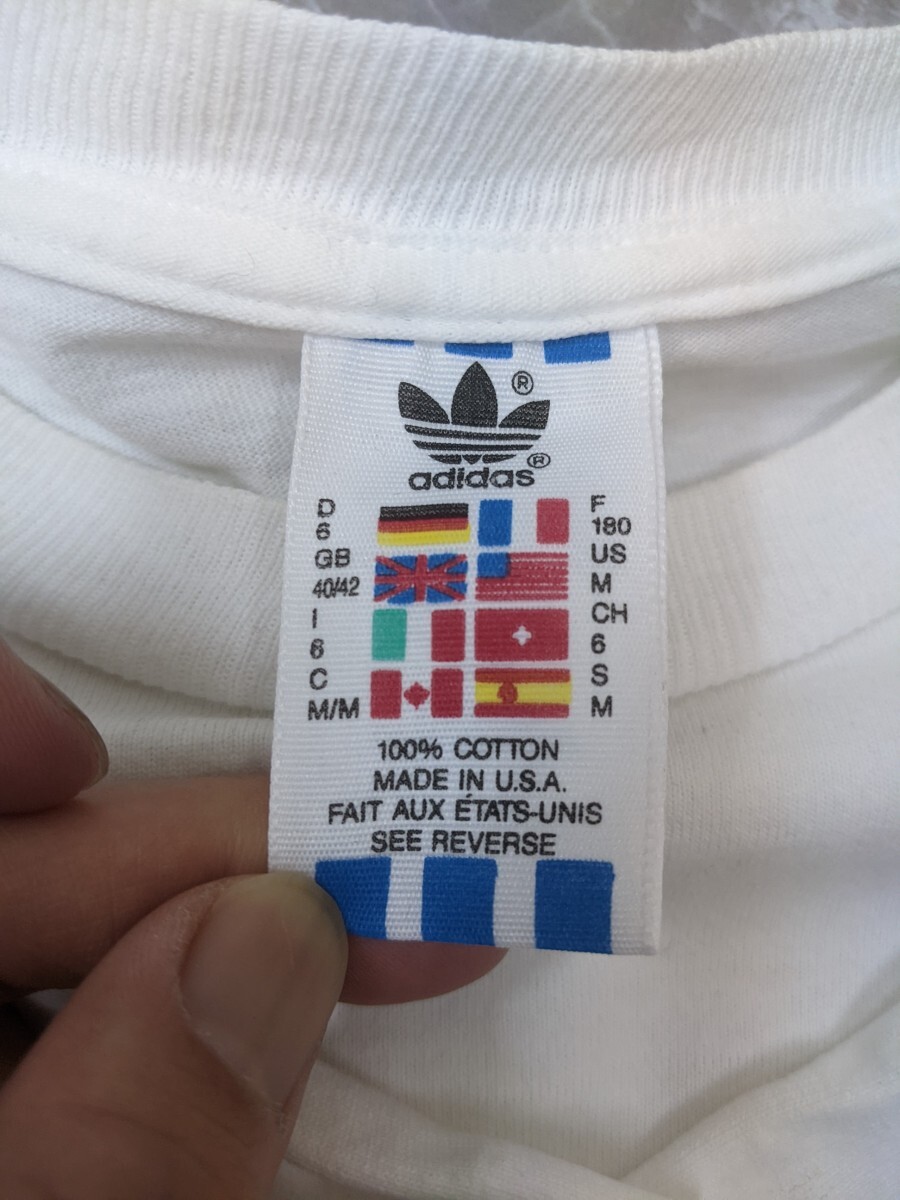 ®
adidas®
D
6
GB
40/42
I
6
C
M/M
F
180
US
M
CH
6
S
M
100% COTTON
MADE IN U.S.A.
FAIT AUX ÉTATS-UNIS
SEE REVERSE